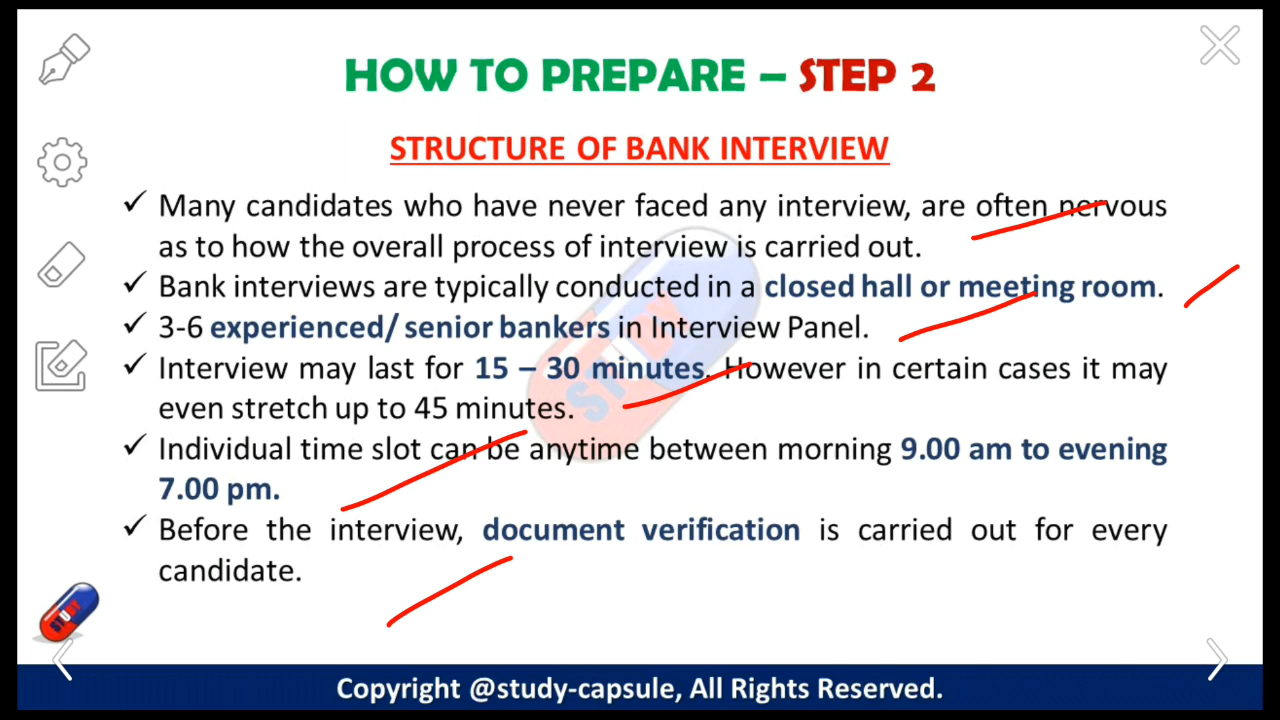 HOW TO PREPARE – STEP 2
STRUCTURE OF BANK INTERVIEW
✓ Many candidates who have never faced any interview, are often nervous
as to how the overall process of interview is carried out.
✓ Bank interviews are typically conducted in a closed hall or meeting room.
✓ 3-6 experienced/ senior bankers in Interview Panel.
✓ Interview may last for 15 – 30 minutes. However in certain cases it may
even stretch up to 45 minutes.
✓ Individual time slot can be anytime between morning 9.00 am to evening
7.00 pm.
✓ Before the interview, document verification is carried out for every
candidate.
STUDY
STUDY
Copyright @study-capsule, All Rights Reserved.